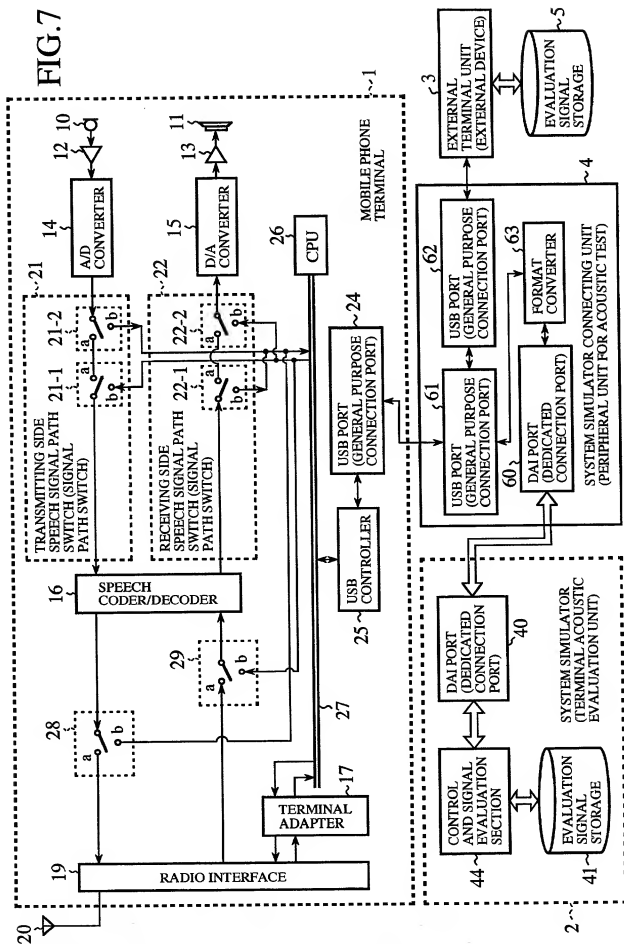 FIG.7
20
19
RADIO INTERFACE
28
a
b
16
SPEECH
CODER/DECODER
29
a
b
17
TERMINAL
ADAPTER
27
TRANSMITTING SIDE
SPEECH SIGNAL PATH
SWITCH (SIGNAL
PATH SWITCH)
21
21-1
a
b
21-2
a
b
RECEIVING SIDE
SPEECH SIGNAL PATH
SWITCH (SIGNAL
PATH SWITCH)
22
22-1
a
b
22-2
a
b
14
A/D
CONVERTER
12
10
15
D/A
CONVERTER
13
11
26
CPU
25
USB
CONTROLLER
24
USB PORT
(GENERAL PURPOSE
CONNECTION PORT)
MOBILE PHONE
TERMINAL
1
2
44
CONTROL
AND SIGNAL
EVALUATION
SECTION
41
EVALUATION
SIGNAL
STORAGE
40
DAI PORT
(DEDICATED
CONNECTION
PORT)
SYSTEM SIMULATOR
(TERMINAL ACOUSTIC
EVALUATION UNIT)
61
USB PORT
(GENERAL PURPOSE
CONNECTION PORT)
62
USB PORT
(GENERAL PURPOSE
CONNECTION PORT)
60
DAI PORT
(DEDICATED
CONNECTION PORT)
63
FORMAT
CONVERTER
SYSTEM SIMULATOR CONNECTING UNIT
(PERIPHERAL UNIT FOR ACOUSTIC TEST)
4
3
EXTERNAL
TERMINAL UNIT
(EXTERNAL DEVICE)
5
EVALUATION
SIGNAL
STORAGE